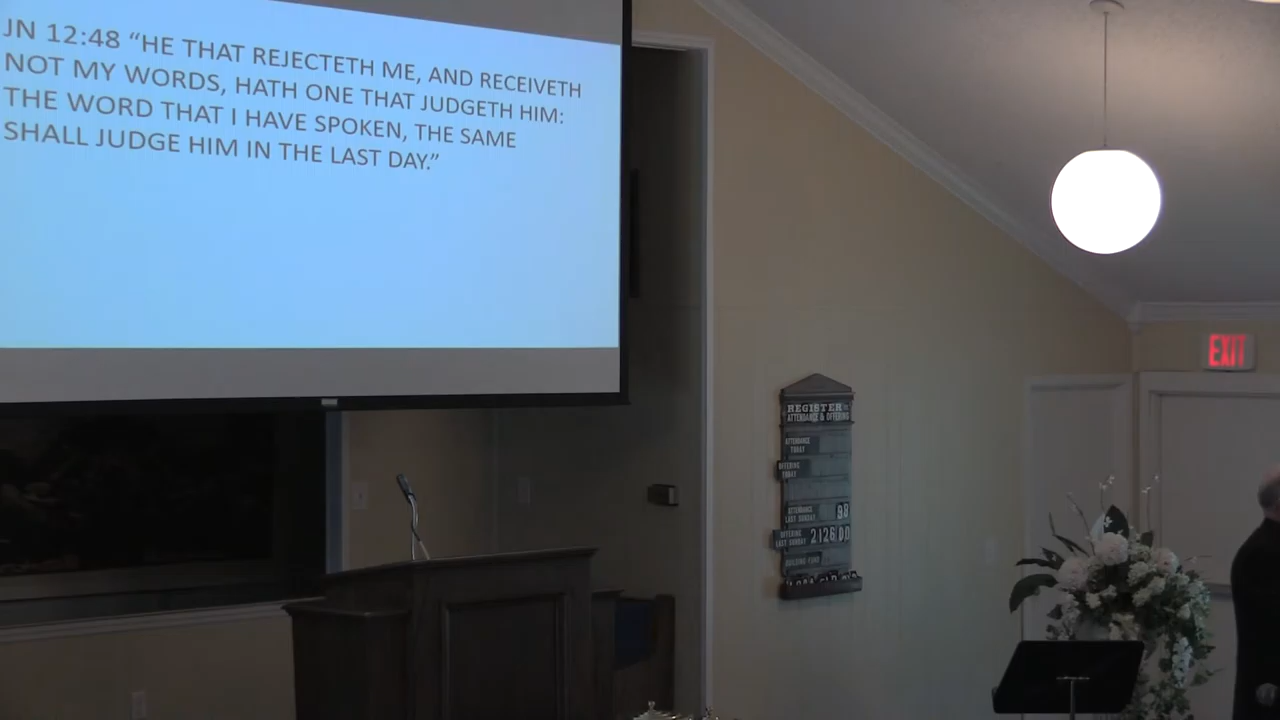 JN 12:48 “HE THAT REJECTETH ME, AND RECEIVETH
NOT MY WORDS, HATH ONE THAT JUDGETH HIM:
THE WORD THAT I HAVE SPOKEN, THE SAME
SHALL JUDGE HIM IN THE LAST DAY.”
EXIT
REGISTER
ATTENDANCE & OFFERING
ATTENDANCE
TODAY
OFFERING
TODAY
ATTENDANCE
LAST SUNDAY 98
OFFERING
LAST SUNDAY 2126 00
BUILDING FUND